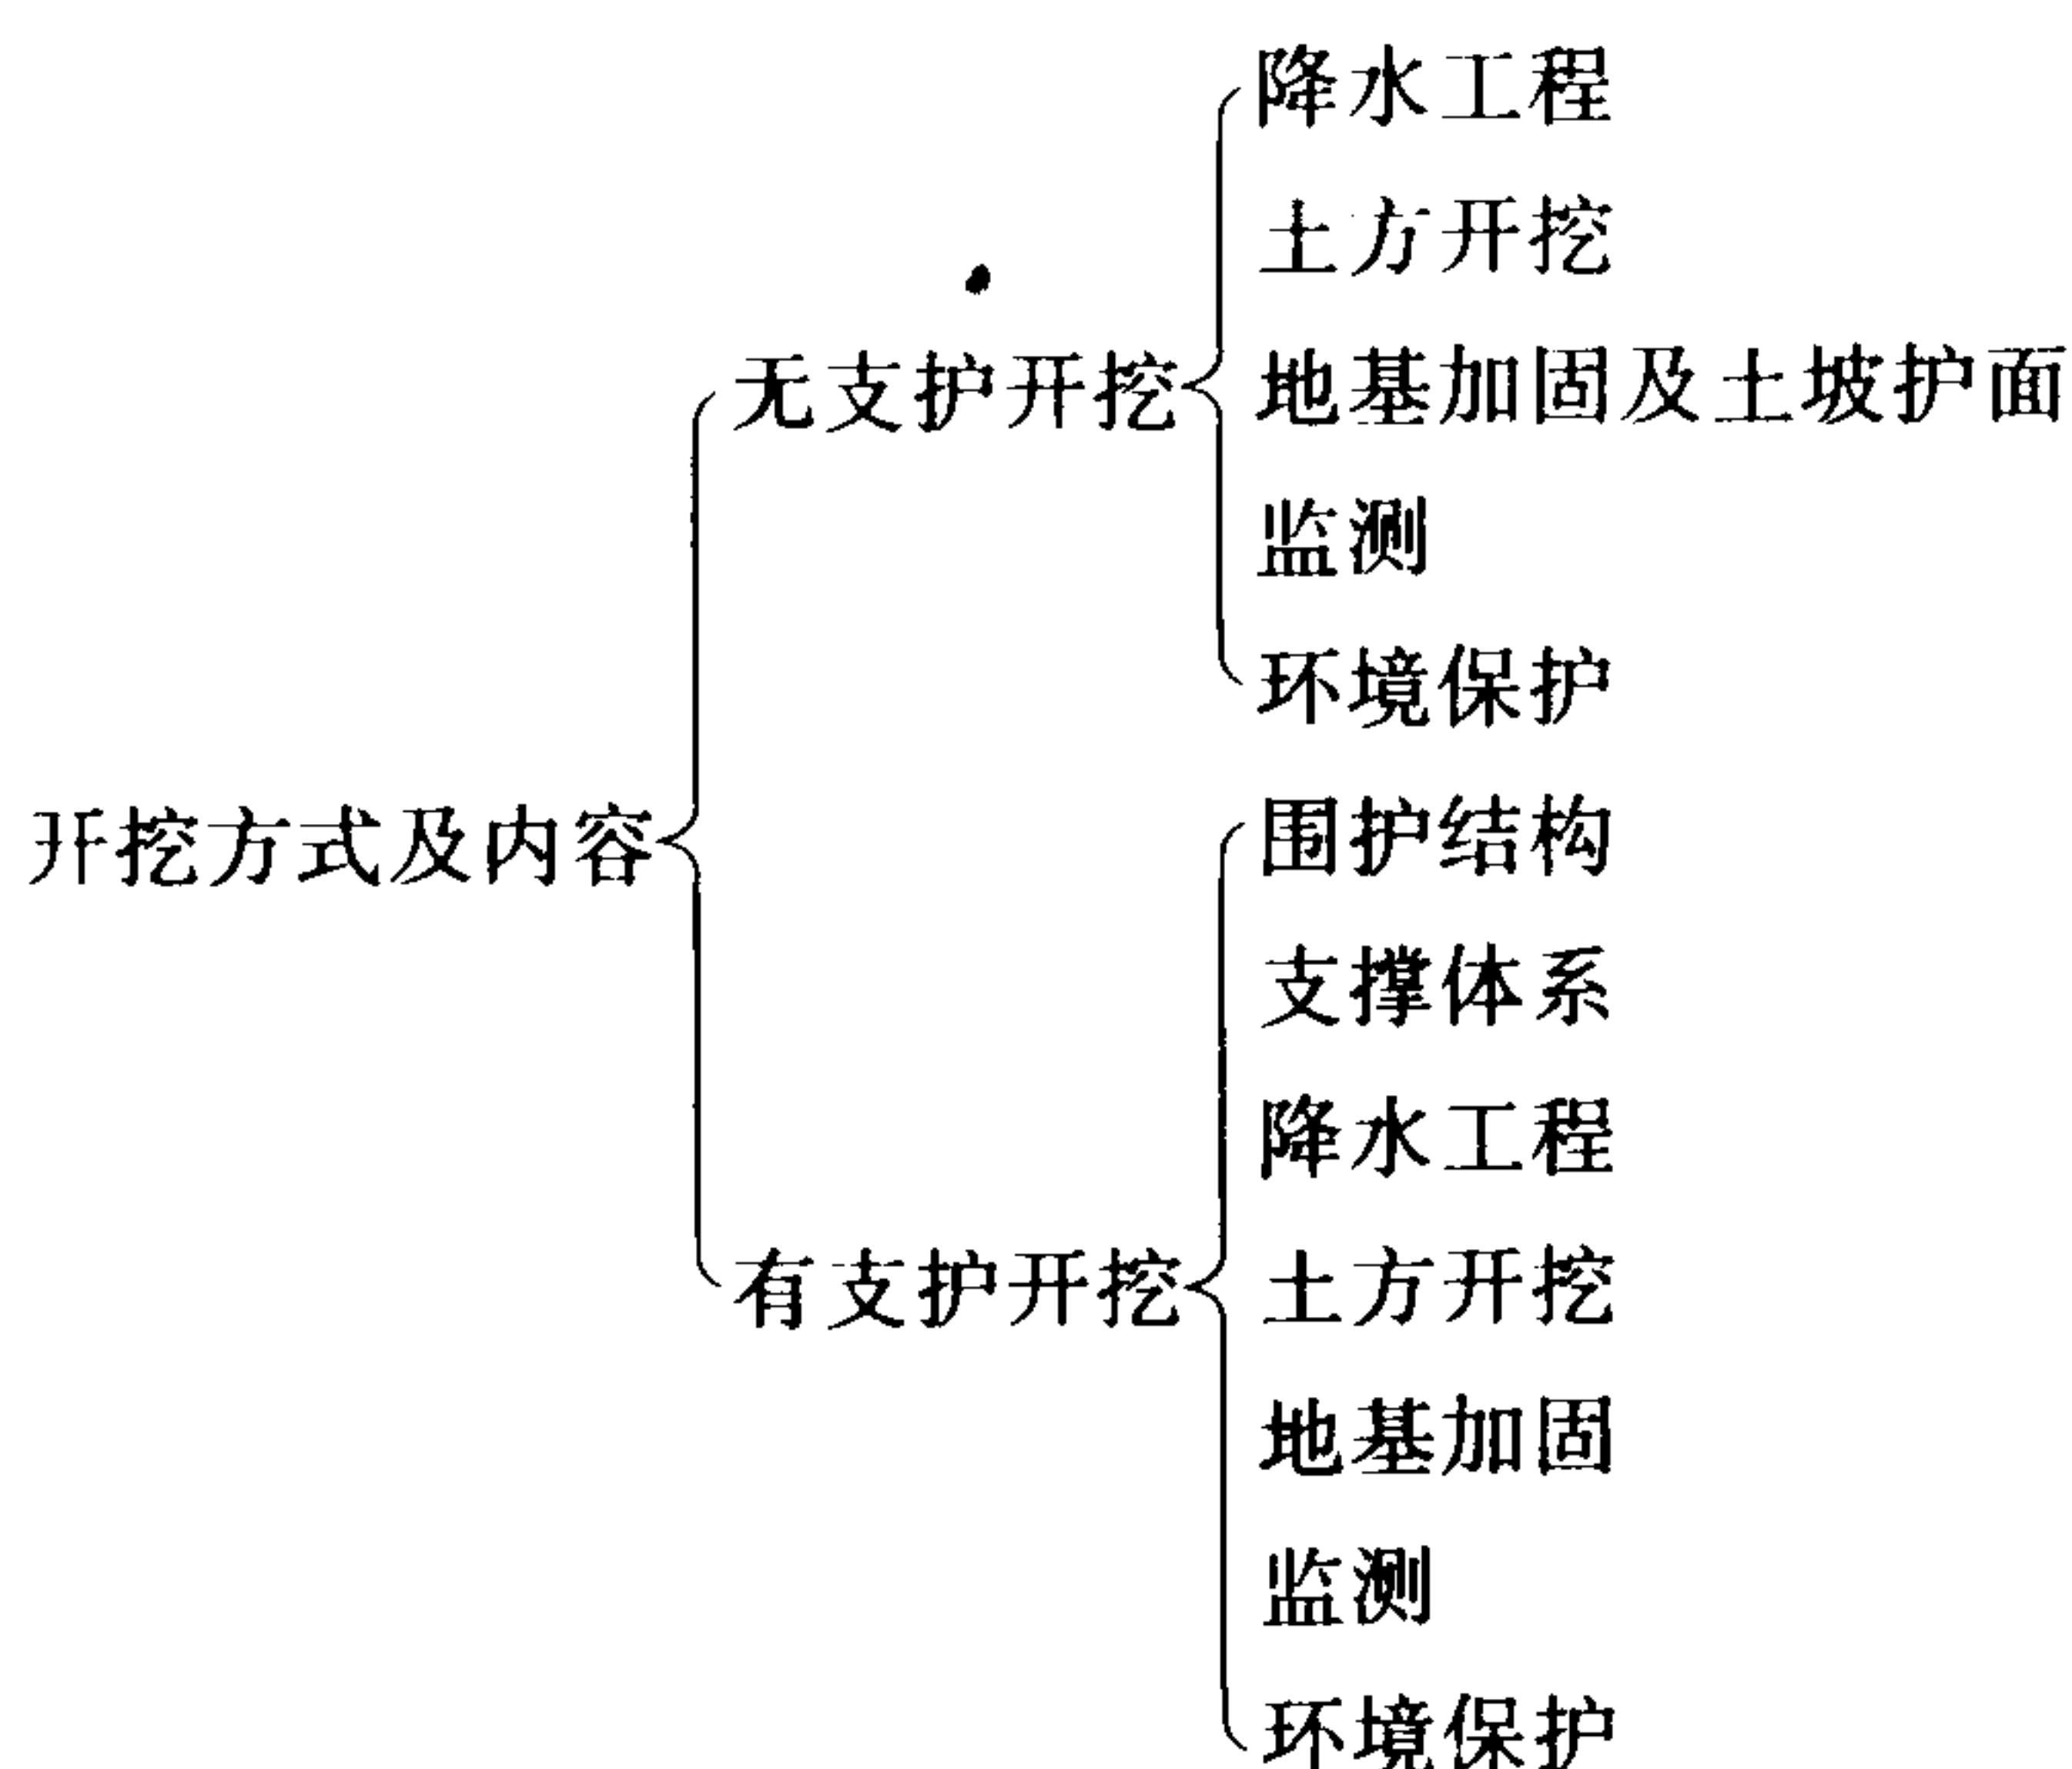 降水工程
土方开挖
无支护开挖
地基加固及土坡护面
监测
环境保护
开挖方式及内容
围护结构
支撑体系
降水工程
有支护开挖
土方开挖
地基加固
监测
环境保护